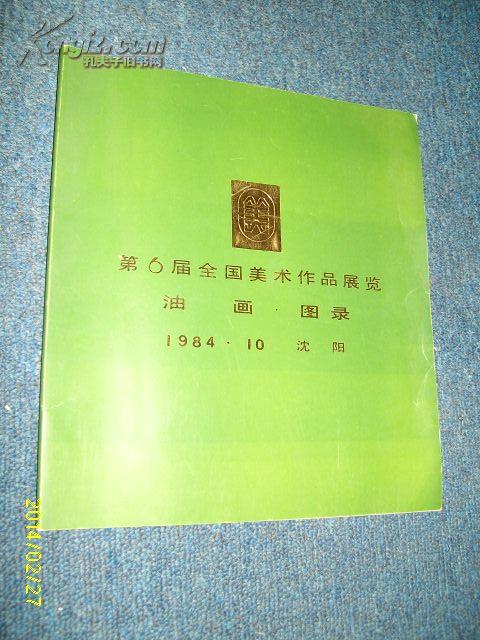 Kongfz.com
孔夫子旧书网
美
第6届全国美术作品展览
油 画 · 图录
1984 · 10 沈 阳
2014/02/27